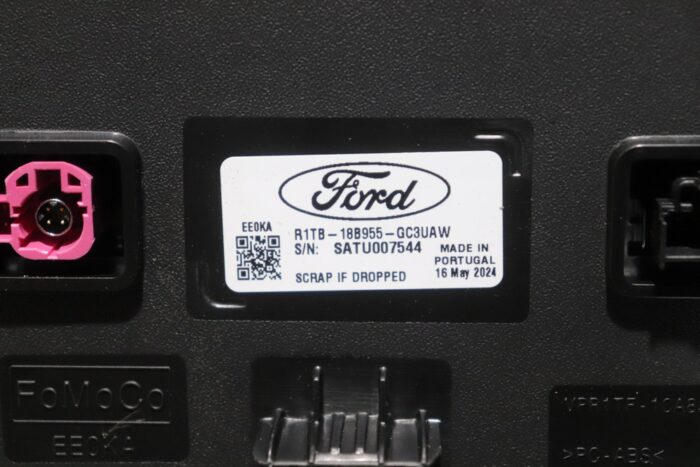 Ford
EE0KA
R1TB-18B955-GC3UAW
S/N: SATU007544
MADE IN
PORTUGAL
SCRAP IF DROPPED
16 May 2024
FoMoCo
EE0KA
>PC-ABS<